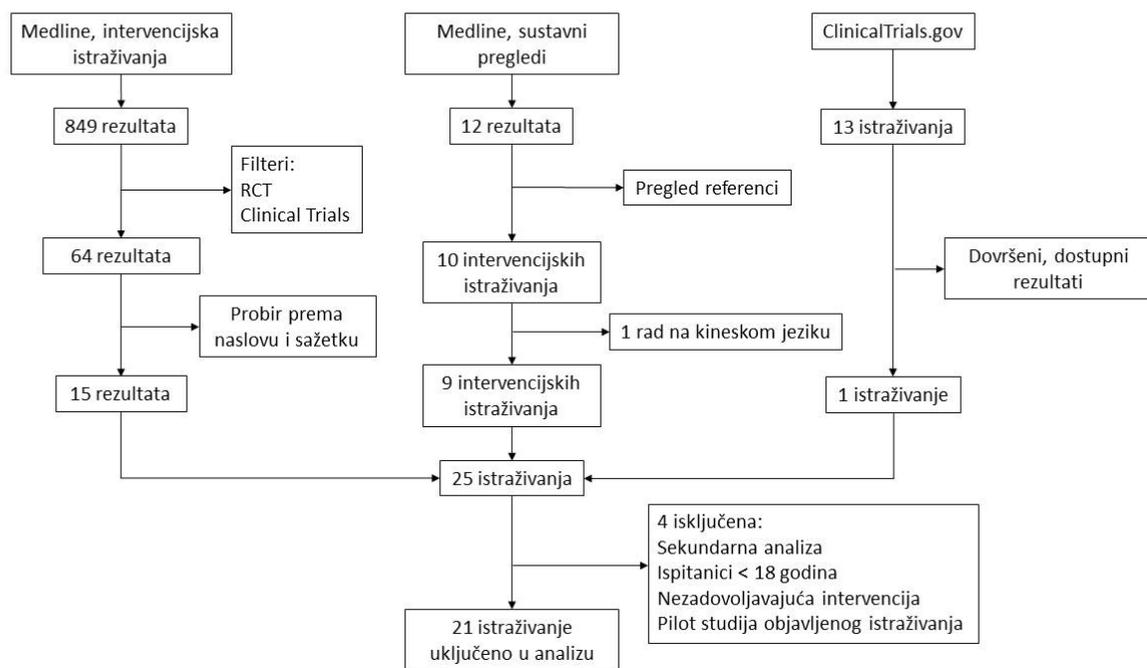 Medline, intervencijska
istraživanja
849 rezultata
Filteri:
RCT
Clinical Trials
64 rezultata
Probir prema
naslovu i sažetku
15 rezultata
Medline, sustavni
pregledi
12 rezultata
Pregled referenci
10 intervencijskih
istraživanja
1 rad na kineskom jeziku
9 intervencijskih
istraživanja
ClinicalTrials.gov
13 istraživanja
Dovršeni, dostupni
rezultati
1 istraživanje
25 istraživanja
4 isključena:
Sekundarna analiza
Ispitanici < 18 godina
Nezadovoljavajuća intervencija
Pilot studija objavljenog istraživanja
21 istraživanje
uključeno u analizu